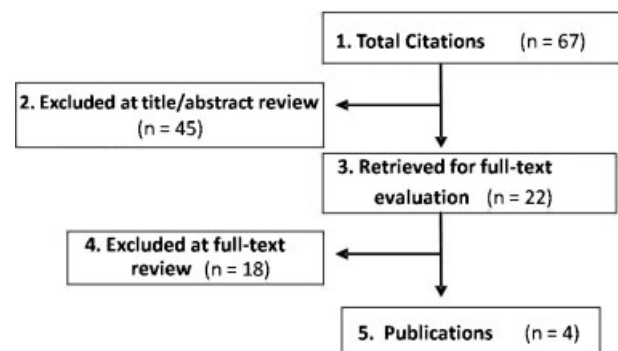 1. Total Citations (n = 67)
2. Excluded at title/abstract review
(n = 45)
3. Retrieved for full-text
evaluation (n = 22)
4. Excluded at full-text
review (n = 18)
5. Publications (n = 4)